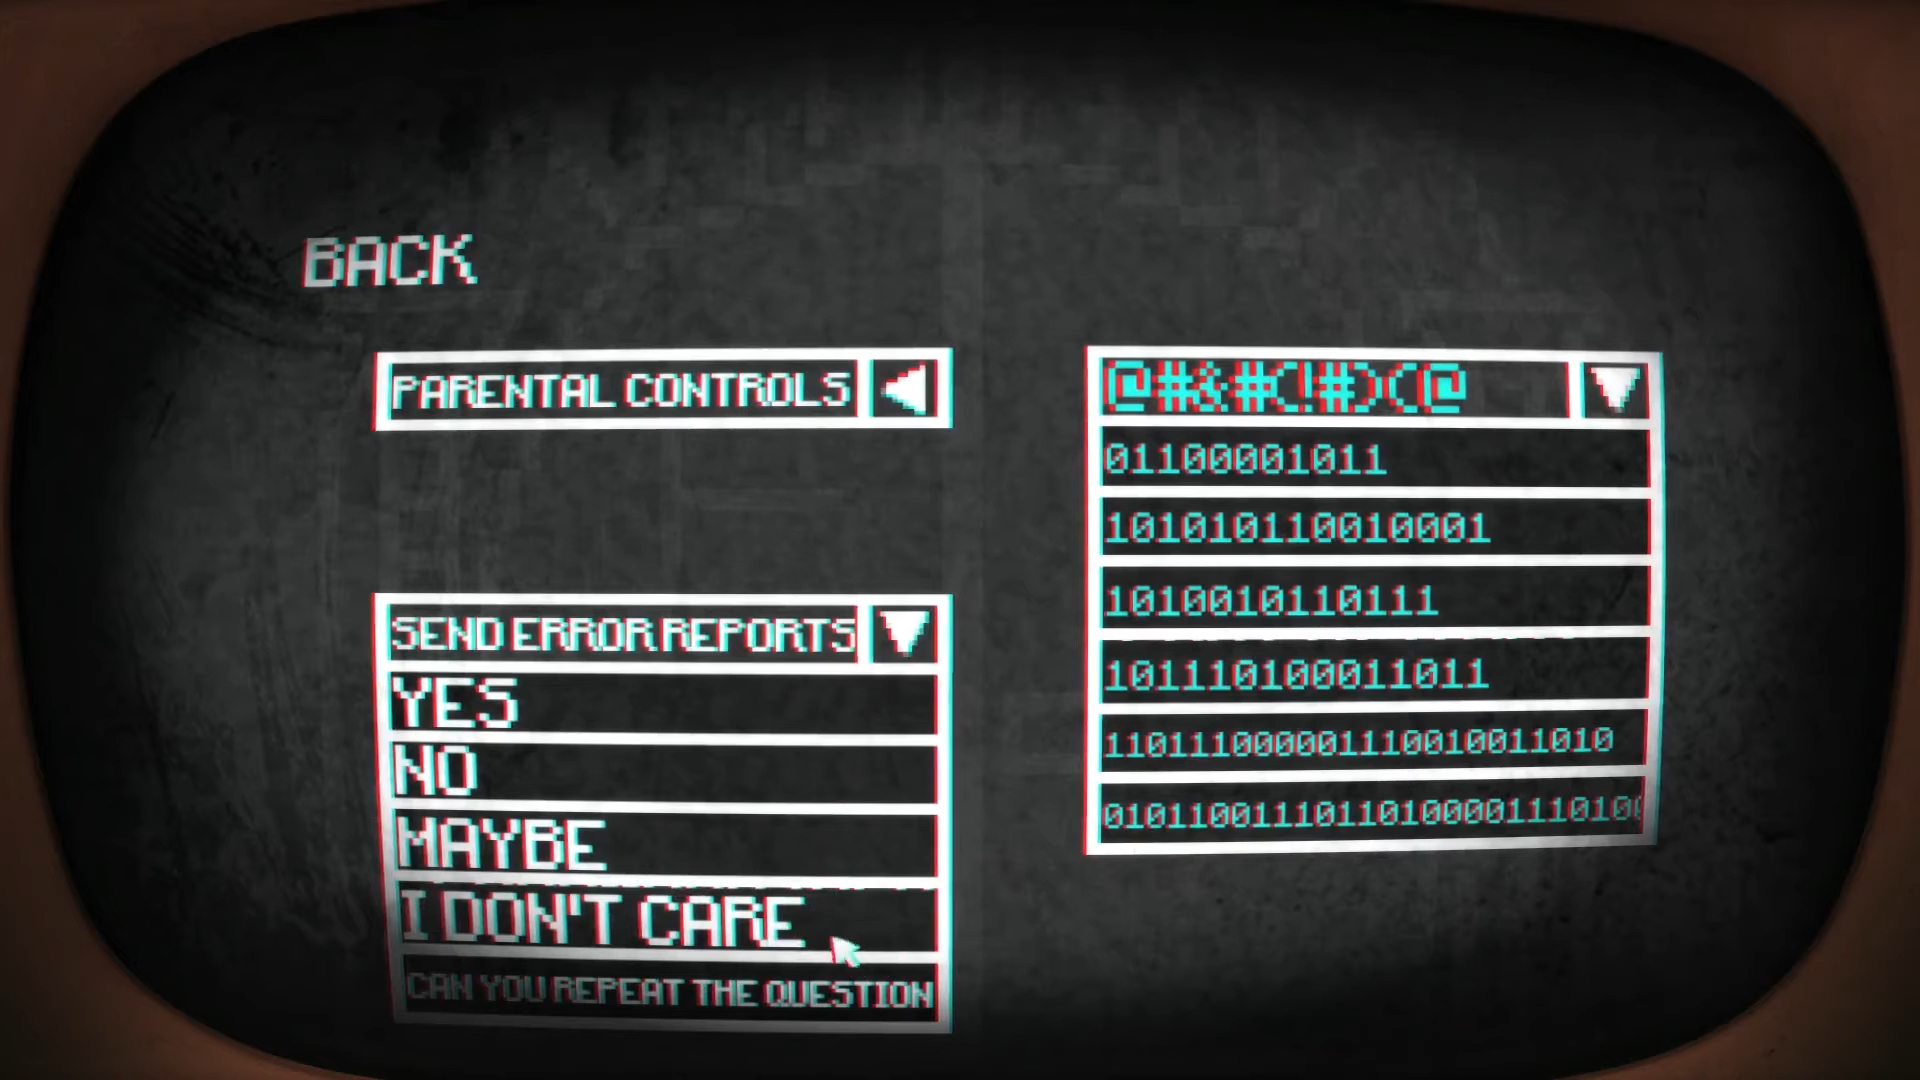 BACK
PARENTAL CONTROLS
SEND ERROR REPORTS
YES
NO
MAYBE
I DON'T CARE
CAN YOU REPEAT THE QUESTION
@#&#(!#)(@
01100001011
101010110010001
1010010110111
101110100011011
1101110000011100100110​10